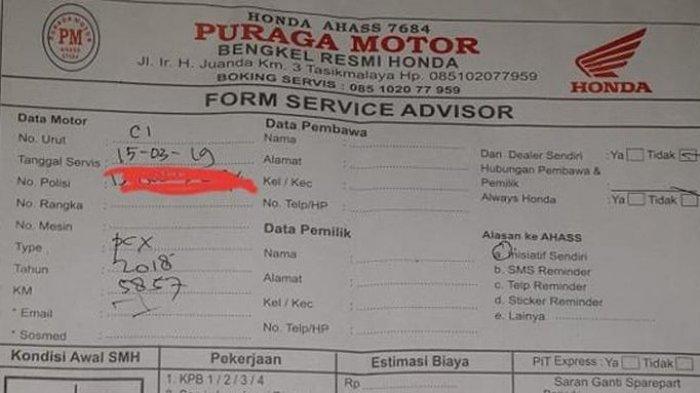 HONDA AHASS 7684
PURAGA MOTOR
BENGKEL RESMI HONDA
Jl. Ir. H. Juanda Km. 3 Tasikmalaya Hp. 085102077959
BOKING SERVIS : 085 1020 77 959
PURAGA MOTOR
PM
AHASS
HONDA
FORM SERVICE ADVISOR
Data Motor
No. Urut : C1
Tanggal Servis : 15-03-19
No. Polisi :
No. Rangka :
No. Mesin :
Type : PCX
Tahun : 2018
KM : 5857
* Email :
* Sosmed :
Data Pembawa
Nama :
Alamat :
Kel / Kec :
No. Telp/HP :
Data Pemilik
Nama :
Alamat :
Kel / Kec :
No. Telp/HP :
Dari Dealer Sendiri : Ya Tidak
Hubungan Pembawa &
Pemilik :
Always Honda : Ya Tidak
Alasan ke AHASS
a. Inisiatif Sendiri
b. SMS Reminder
c. Telp Reminder
d. Stiker Reminder
e. Lainya
Kondisi Awal SMH
Pekerjaan
1. KPB 1 / 2 / 3 / 4
Estimasi Biaya
Rp
PIT Express : Ya Tidak
Saran Ganti Sparepart